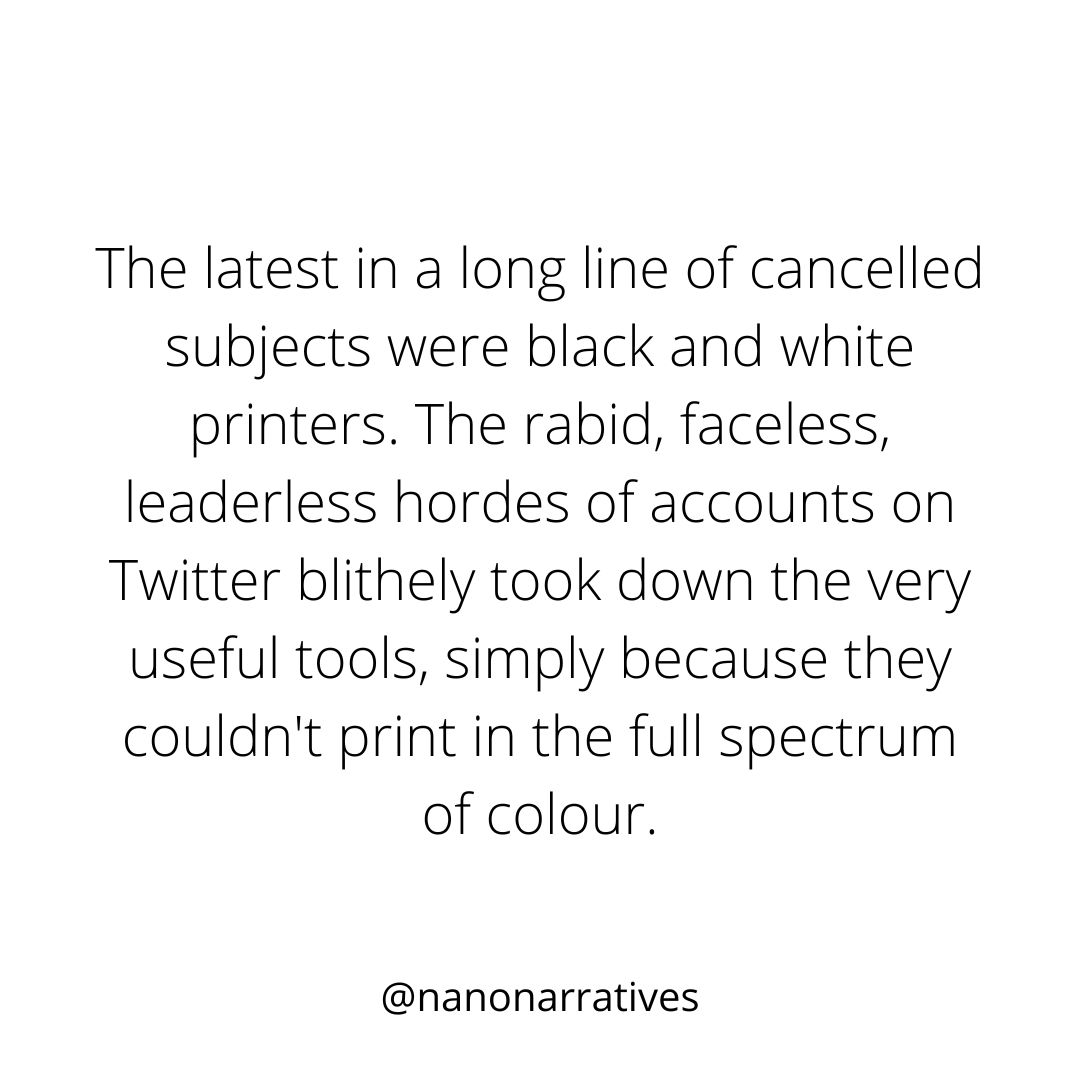 The latest in a long line of cancelled
subjects were black and white
printers. The rabid, faceless,
leaderless hordes of accounts on
Twitter blithely took down the very
useful tools, simply because they
couldn't print in the full spectrum
of colour.
@nanonarratives